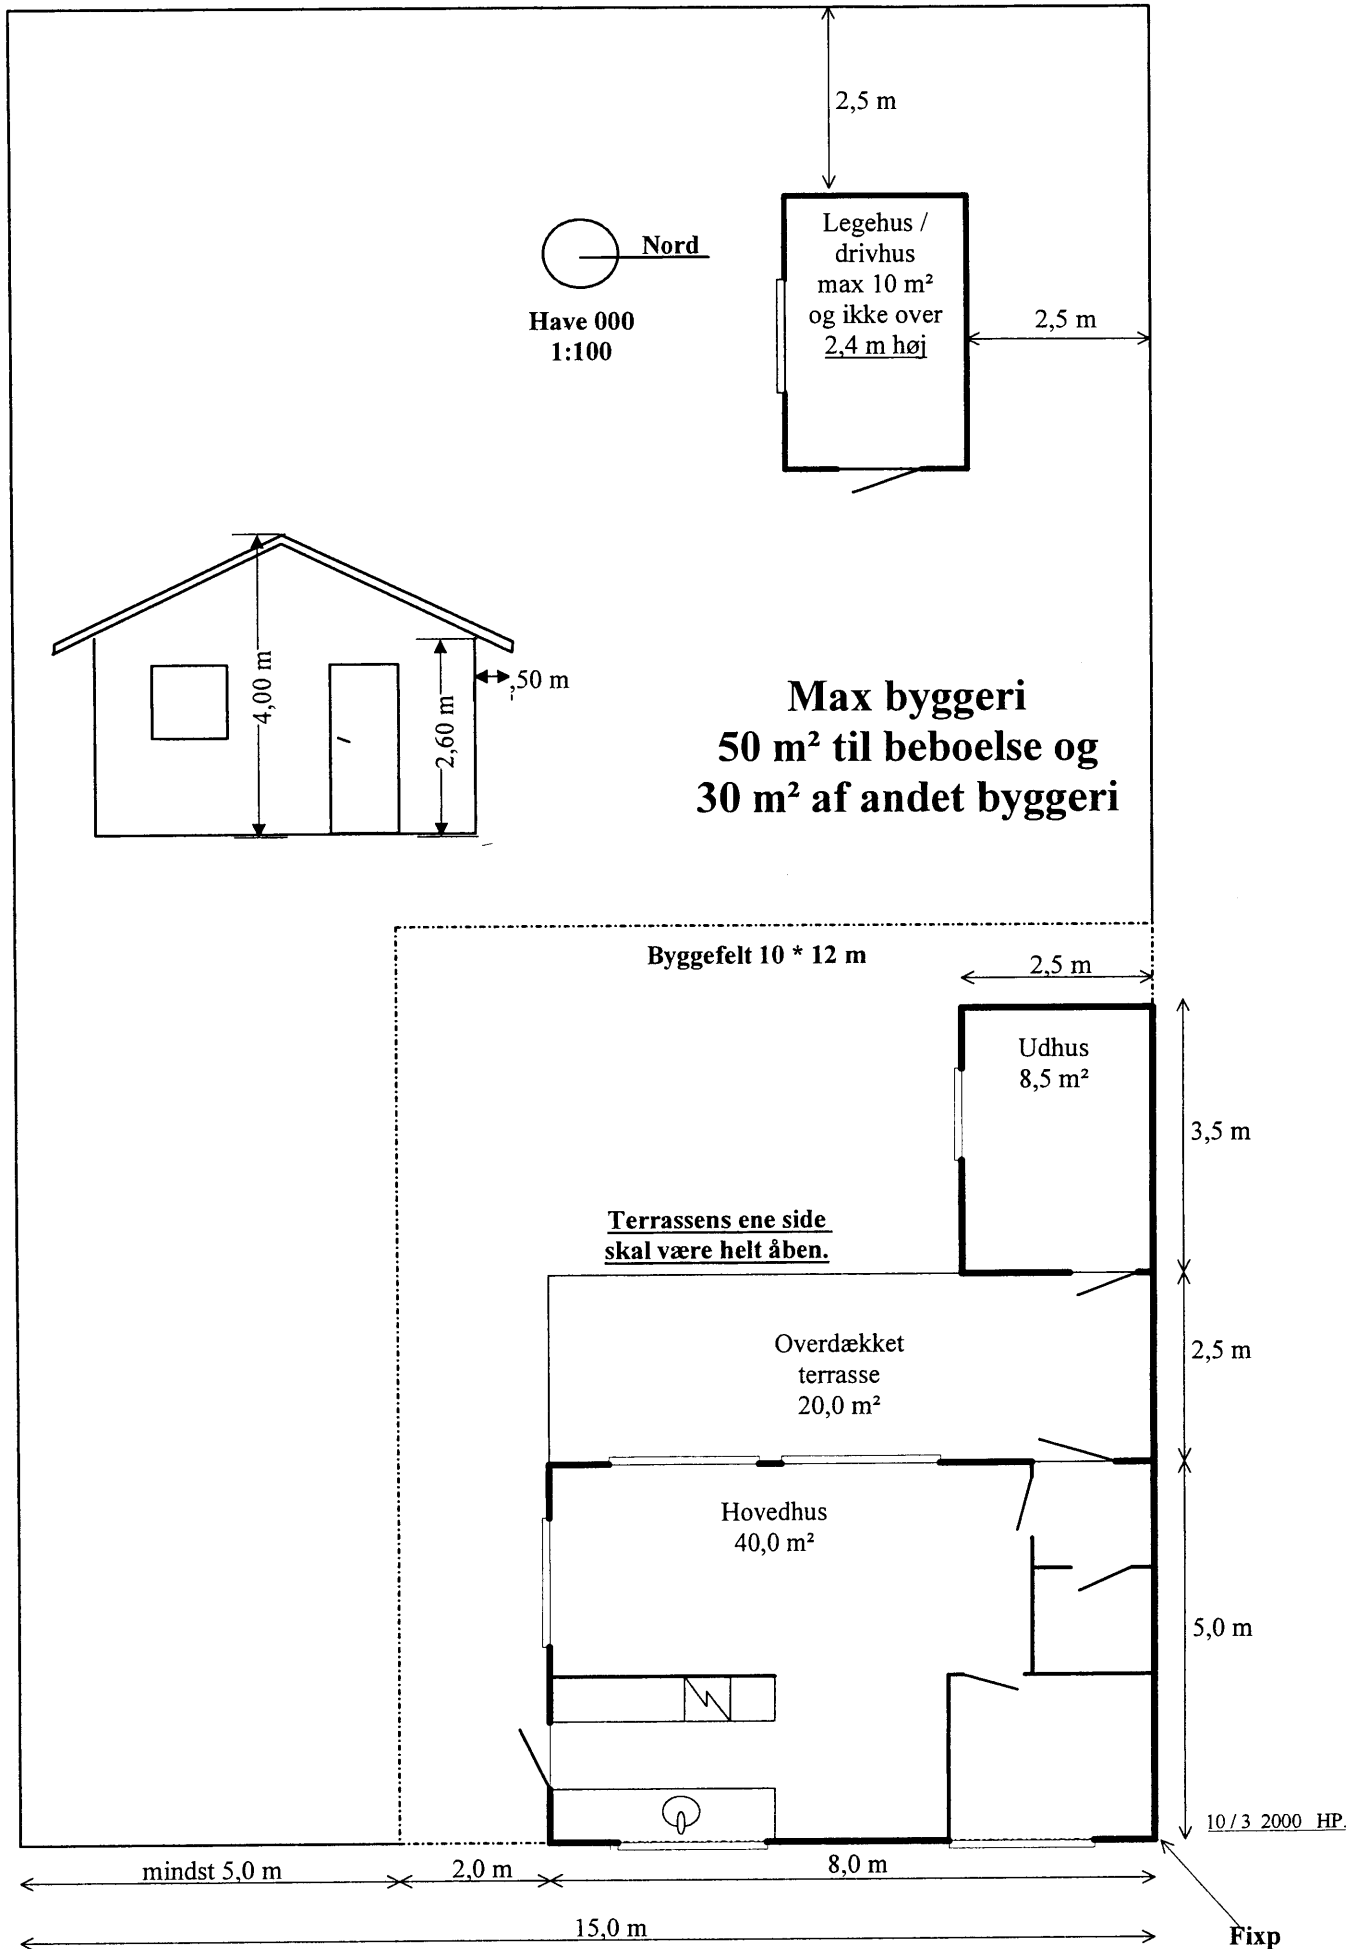 2,5 m
Nord
Have 000
1:100
Legehus /
drivhus
max 10 m²
og ikke over
2,4 m høj
2,5 m
4,00 m
2,60 m
,50 m
Max byggeri
50 m² til beboelse og
30 m² af andet byggeri
Byggefelt 10 * 12 m
2,5 m
Udhus
8,5 m²
3,5 m
Terrassens ene side
skal være helt åben.
Overdækket
terrasse
20,0 m²
2,5 m
Hovedhus
40,0 m²
5,0 m
10/3 2000 HP.
mindst 5,0 m
2,0 m
8,0 m
15,0 m
Fixp